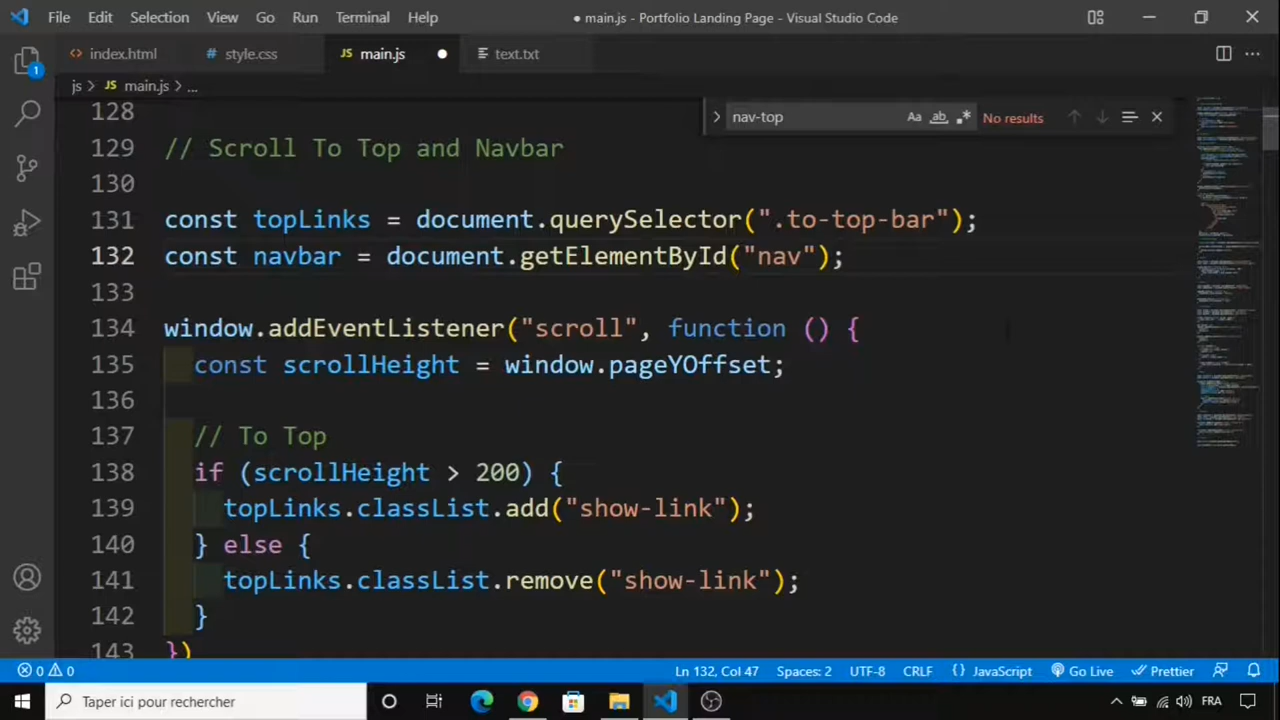 File Edit Selection View Go Run Terminal Help ● main.js - Portfolio Landing Page - Visual Studio Code
<> index.html # style.css JS main.js ● text.txt ...
1
js > JS main.js > ...
nav-top Aa ab .* No results
128
129 // Scroll To Top and Navbar
130
131 const topLinks = document.querySelector(".to-top-bar");
132 const navbar = document.getElementById("nav");
133
134 window.addEventListener("scroll", function () {
135 const scrollHeight = window.pageYOffset;
136
137 // To Top
138 if (scrollHeight > 200) {
139 topLinks.classList.add("show-link");
140 } else {
141 topLinks.classList.remove("show-link");
142 }
143 })
0 0 Ln 132, Col 47 Spaces: 2 UTF-8 CRLF {} JavaScript Go Live Prettier
Taper ici pour rechercher FRA